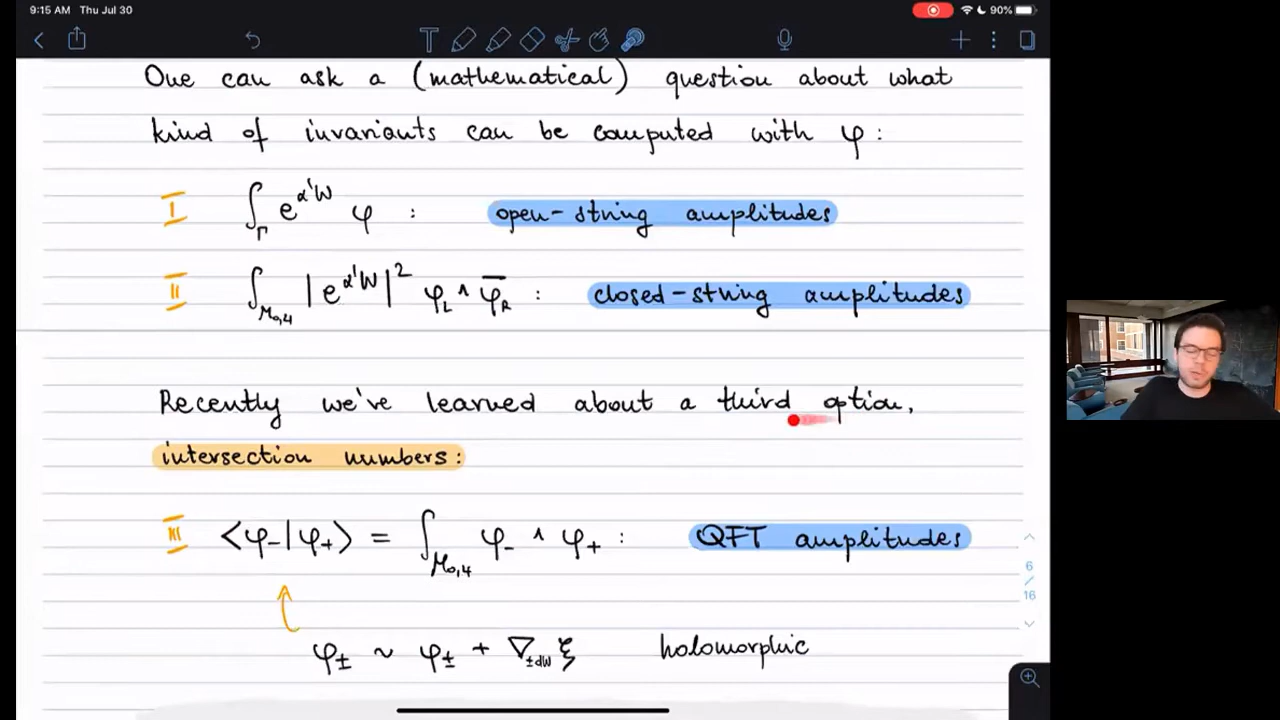 9:15 AM Thu Jul 30
90%
One can ask a (mathematical) question about what
kind of invariants can be computed with φ :
I ∫_Γ e^{α'W} φ : open-string amplitudes
II ∫_{M_{0,4}} |e^{α'W}|² φ_L ∧ φ̅_R : closed-string amplitudes
Recently we've learned about a third option,
intersection numbers:
III <φ_-|φ_+> = ∫_{M_{0,4}} φ_- ∧ φ_+ : QFT amplitudes
6
/
16
φ_± ~ φ_± + ∇_{±dW} ξ holomorphic